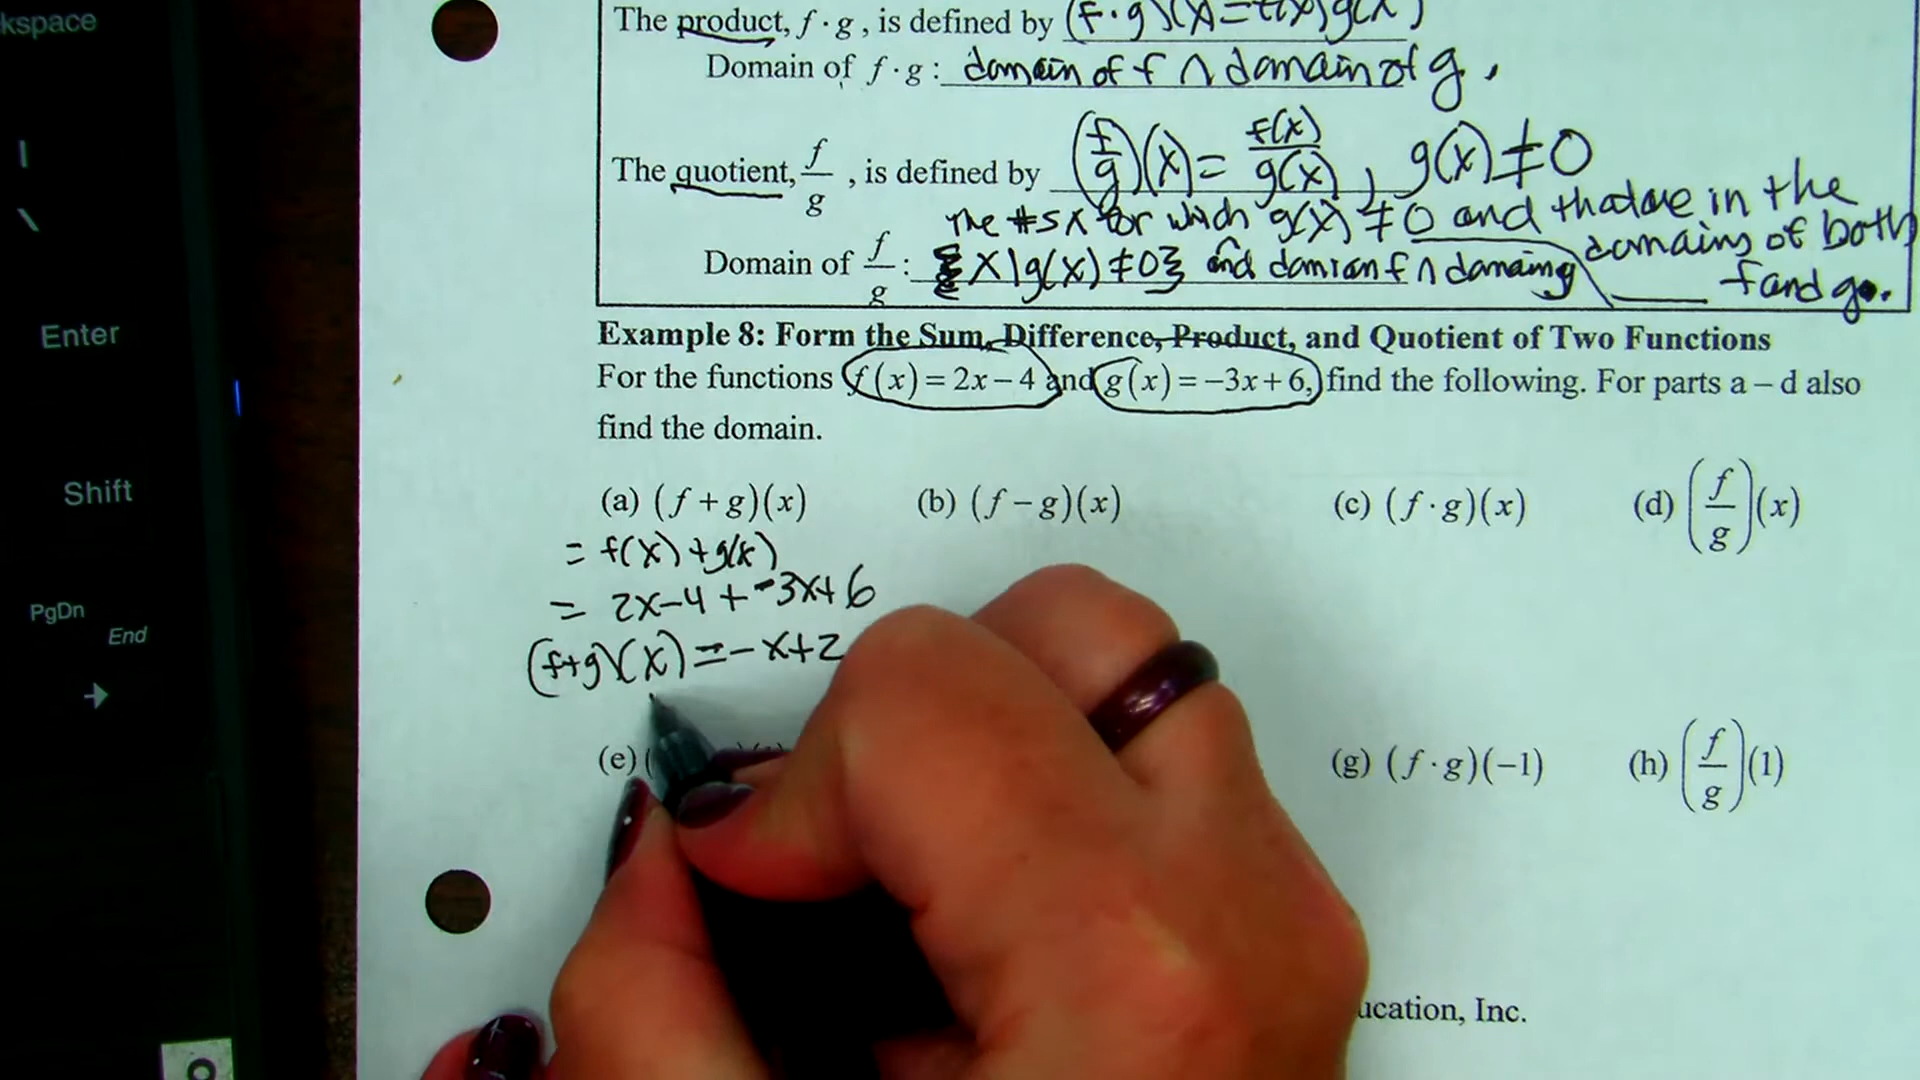 kspace
|
\
Enter
Shift
PgDn
End
The product, f · g , is defined by (f·g)(x)=f(x)g(x)
Domain of f · g : domain of f ∩ domain of g .
The quotient, f/g , is defined by (f/g)(x) = f(x)/g(x) , g(x) ≠ 0
The #s x for which g(x) ≠ 0 and that are in the domains of both f and g.
Domain of f/g : {x|g(x) ≠ 0} and domian f ∩ domain g
Example 8: Form the Sum, Difference, Product, and Quotient of Two Functions
For the functions f(x) = 2x − 4 and g(x) = −3x + 6, find the following. For parts a – d also
find the domain.
(a) (f + g)(x) (b) (f − g)(x) (c) (f · g)(x) (d) (f/g)(x)
= f(x) + g(x)
= 2x − 4 + −3x + 6
(f+g)(x) = −x + 2
(e) ( (g) (f · g)(−1) (h) (f/g)(1)
ucation, Inc.